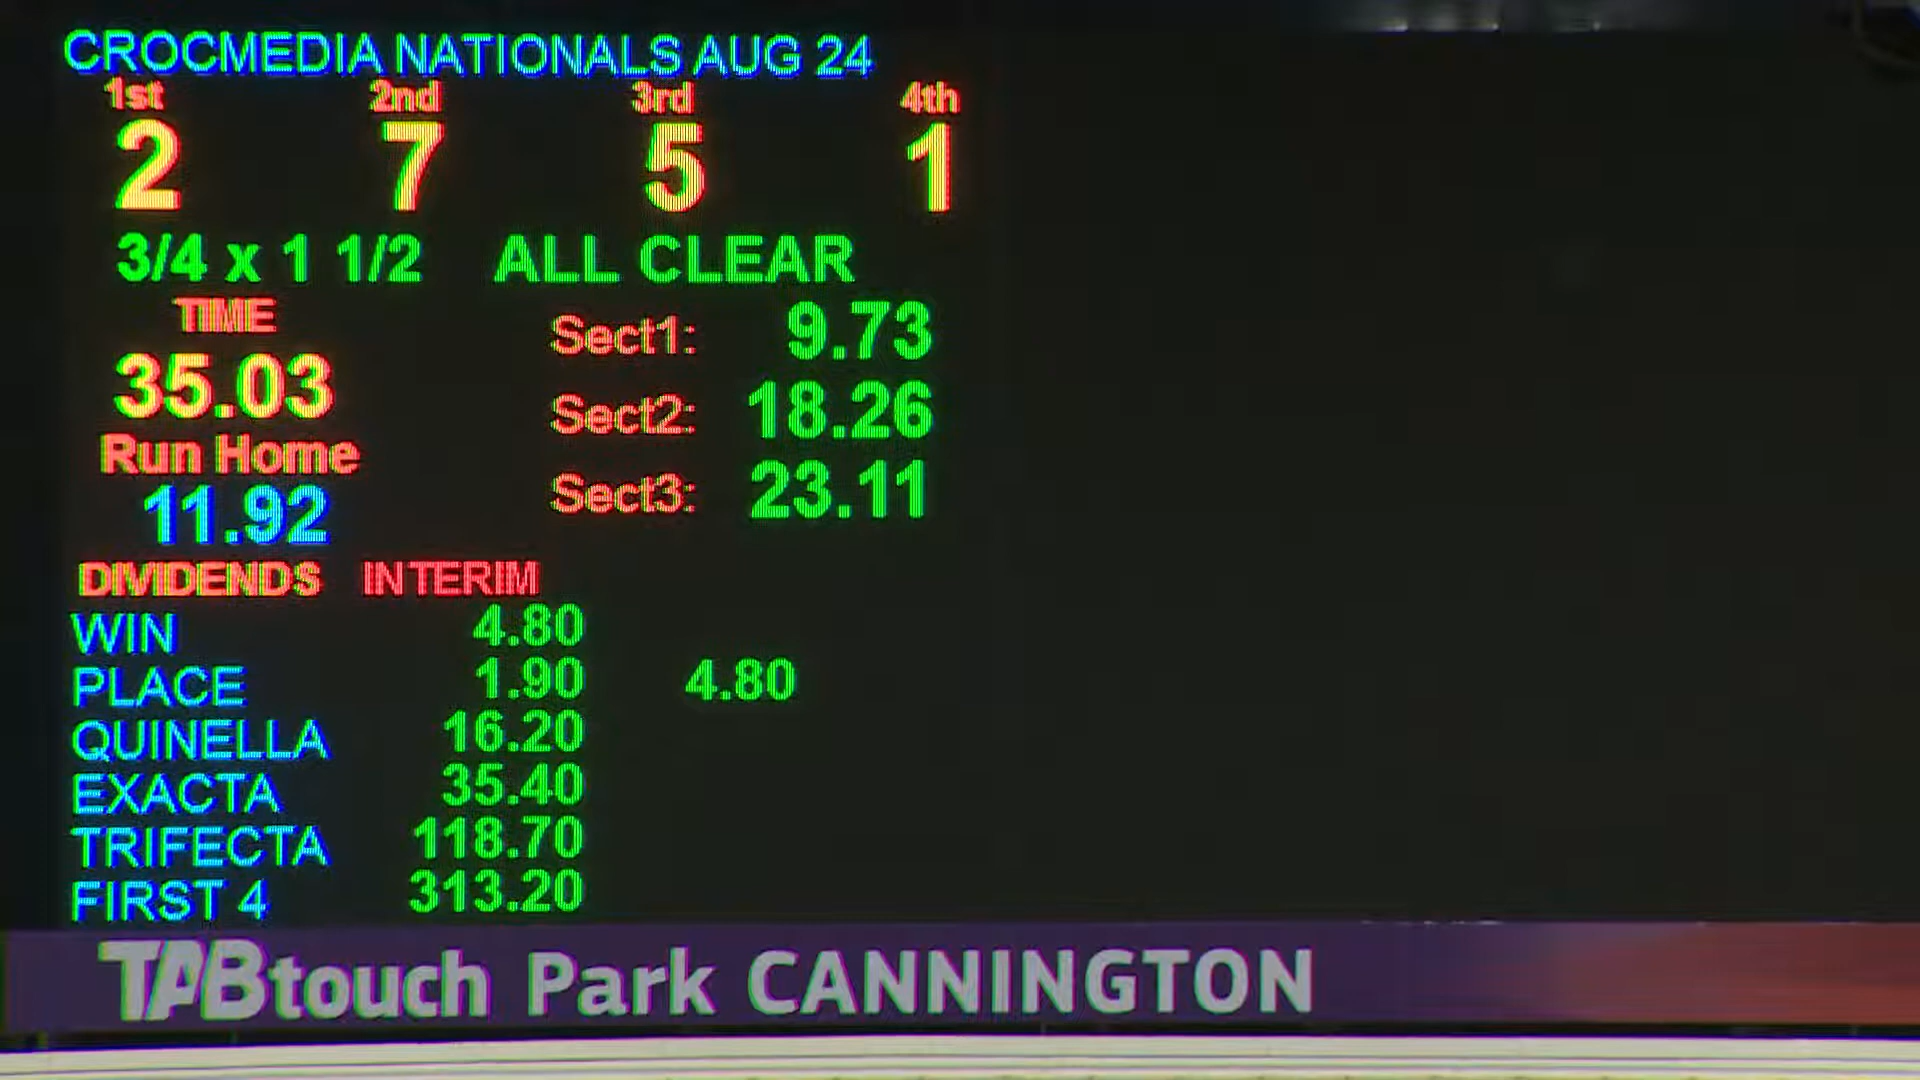 CROCMEDIA NATIONALS AUG 24
1st 2nd 3rd 4th
2 7 5 1
3/4 x 1 1/2 ALL CLEAR
TIME
35.03
Run Home
11.92
Sect1: 9.73
Sect2: 18.26
Sect3: 23.11
DIVIDENDS INTERIM
WIN 4.80
PLACE 1.90 4.80
QUINELLA 16.20
EXACTA 35.40
TRIFECTA 118.70
FIRST 4 313.20
TABtouch Park CANNINGTON